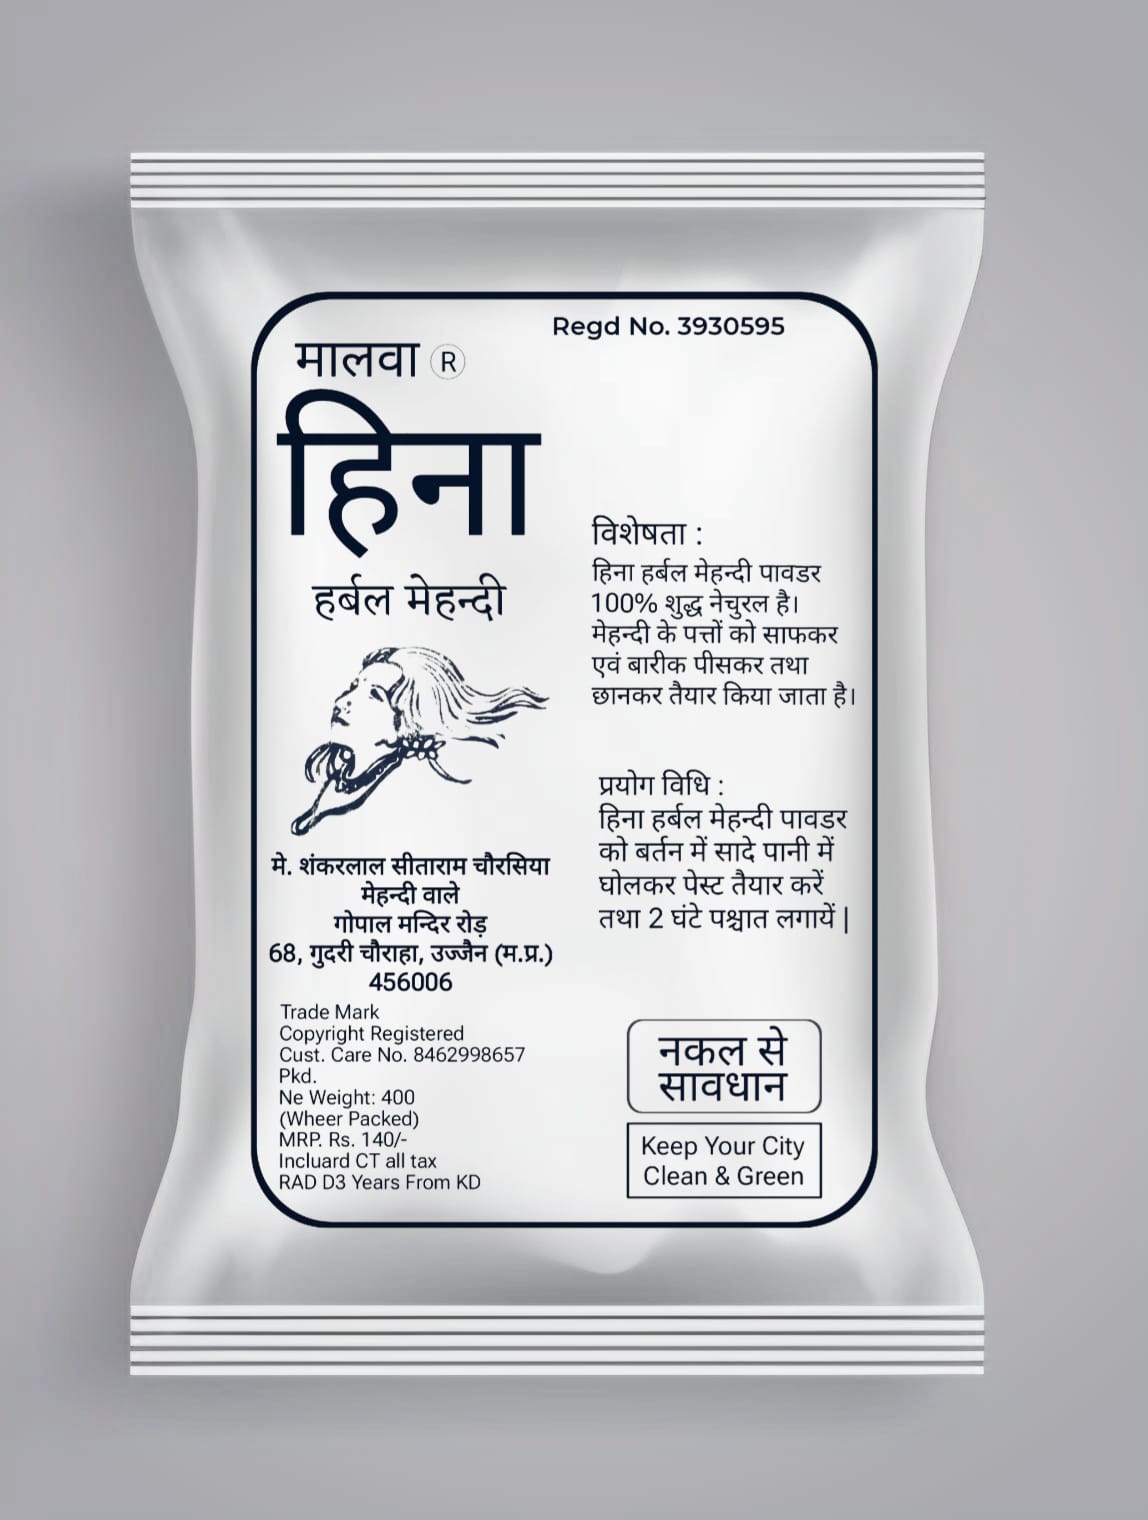 Regd No. 3930595
मालवा ®
हिना
हर्बल मेहन्दी
मे. शंकरलाल सीताराम चौरसिया
मेहन्दी वाले
गोपाल मन्दिर रोड़
68, गुदरी चौराहा, उज्जैन (म.प्र.)
456006
Trade Mark
Copyright Registered
Cust. Care No. 8462998657
Pkd.
Ne Weight: 400
(Wheer Packed)
MRP. Rs. 140/-
Incluard CT all tax
RAD D3 Years From KD
विशेषता :
हिना हर्बल मेहन्दी पावडर
100% शुद्ध नेचुरल है।
मेहन्दी के पत्तों को साफकर
एवं बारीक पीसकर तथा
छानकर तैयार किया जाता है।
प्रयोग विधि :
हिना हर्बल मेहन्दी पावडर
को बर्तन में सादे पानी में
घोलकर पेस्ट तैयार करें
तथा 2 घंटे पश्चात लगायें |
नकल से
सावधान
Keep Your City
Clean & Green